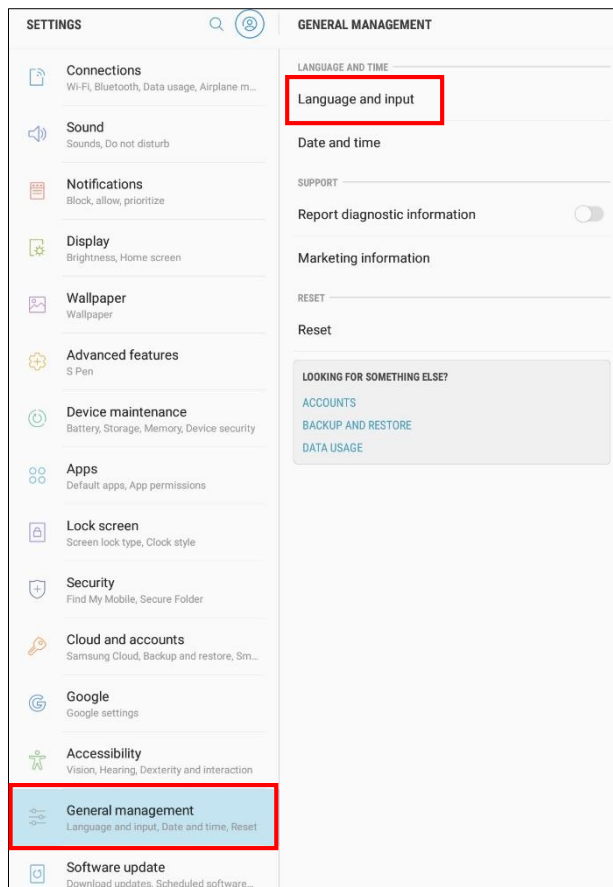 SETTINGS
Connections
Wi-Fi, Bluetooth, Data usage, Airplane m...
Sound
Sounds, Do not disturb
Notifications
Block, allow, prioritize
Display
Brightness, Home screen
Wallpaper
Wallpaper
Advanced features
S Pen
Device maintenance
Battery, Storage, Memory, Device security
Apps
Default apps, App permissions
Lock screen
Screen lock type, Clock style
Security
Find My Mobile, Secure Folder
Cloud and accounts
Samsung Cloud, Backup and restore, Sm...
Google
Google settings
Accessibility
Vision, Hearing, Dexterity and interaction
General management
Language and input, Date and time, Reset
Software update
Download updates, Scheduled software...
GENERAL MANAGEMENT
LANGUAGE AND TIME
Language and input
Date and time
SUPPORT
Report diagnostic information
Marketing information
RESET
Reset
LOOKING FOR SOMETHING ELSE?
ACCOUNTS
BACKUP AND RESTORE
DATA USAGE